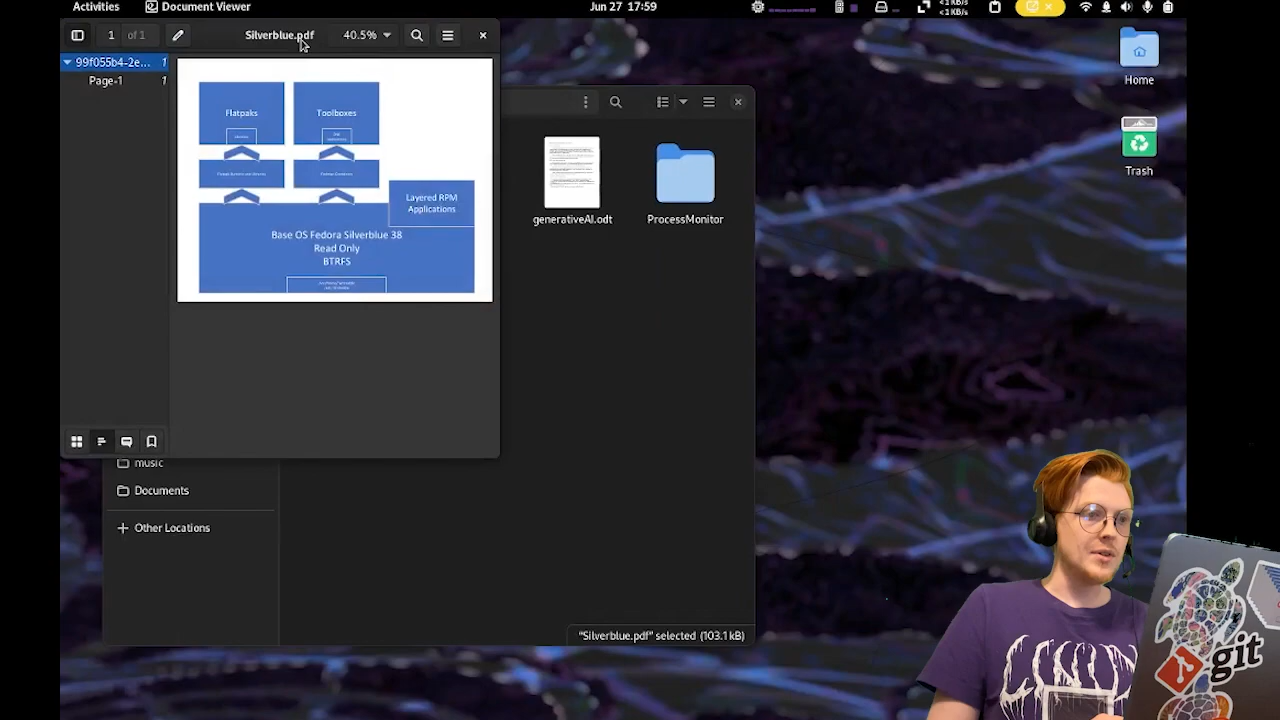 Activities
Document Viewer
Jun 27 17:59
<1KB
<1KB
1 of 1
Silverblue.pdf
40.5%
99f055b4-2e... 1
Page-1 1
Flatpaks
Toolboxes
Layered RPM
Applications
Base OS Fedora Silverblue 38
Read Only
BTRFS
generativeAI.odt
ProcessMonitor
Home
Trash
music
Documents
Other Locations
"Silverblue.pdf" selected (103.1 kB)
git